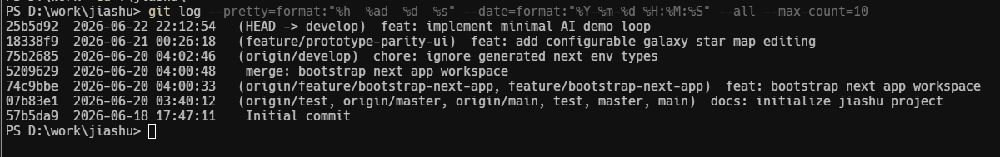 PS D:\work\jiashu> git log --pretty=format:"%h  %ad  %d  %s" --date=format:"%Y-%m-%d %H:%M:%S" --all --max-count=10
25b5d92  2026-06-22 22:12:54   (HEAD -> develop)  feat: implement minimal AI demo loop
18338f9  2026-06-21 00:26:18   (feature/prototype-parity-ui)  feat: add configurable galaxy star map editing
75b2685  2026-06-20 04:02:46   (origin/develop)  chore: ignore generated next env types
5209629  2026-06-20 04:00:48    merge: bootstrap next app workspace
74c9bbe  2026-06-20 04:00:33   (origin/feature/bootstrap-next-app, feature/bootstrap-next-app)  feat: bootstrap next app workspace
07b83e1  2026-06-20 03:40:12   (origin/test, origin/master, origin/main, test, master, main)  docs: initialize jiashu project
57b5da9  2026-06-18 17:47:11    Initial commit
PS D:\work\jiashu>